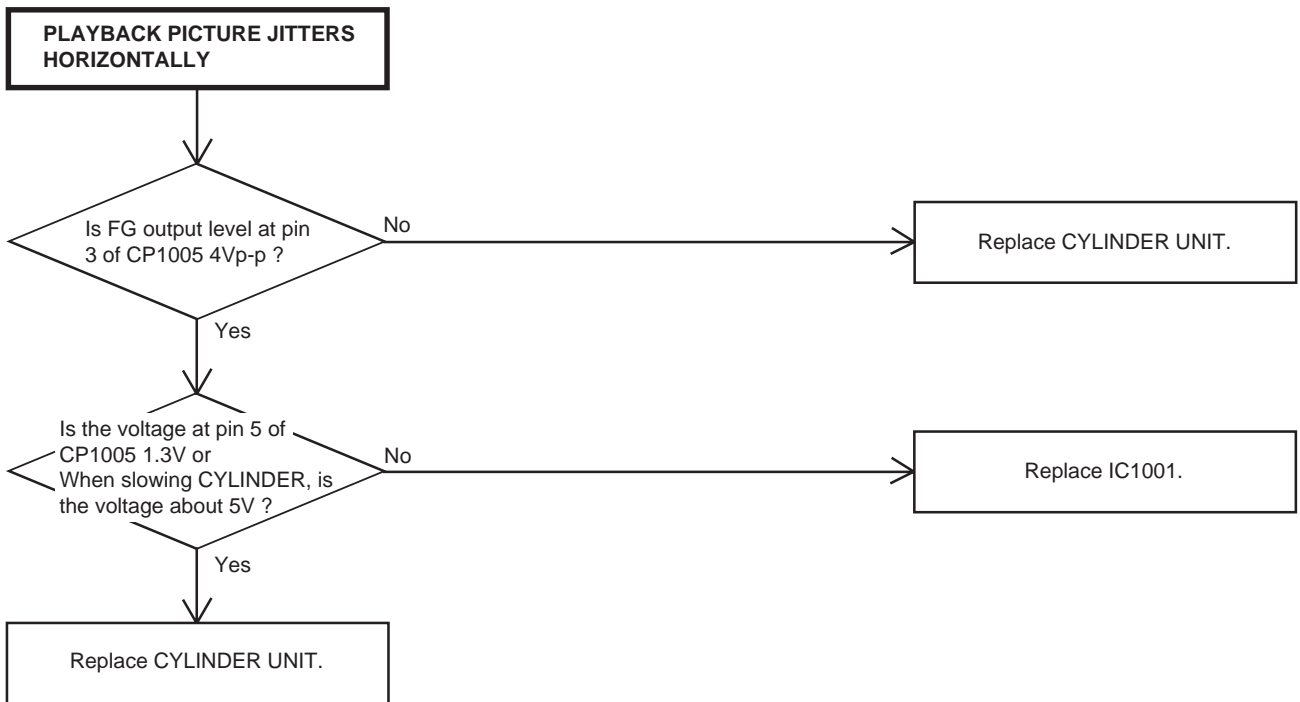 PLAYBACK PICTURE JITTERS
HORIZONTALLY
Is FG output level at pin
3 of CP1005 4Vp-p ?
No
Replace CYLINDER UNIT.
Yes
Is the voltage at pin 5 of
CP1005 1.3V or
When slowing CYLINDER, is
the voltage about 5V ?
No
Replace IC1001.
Yes
Replace CYLINDER UNIT.